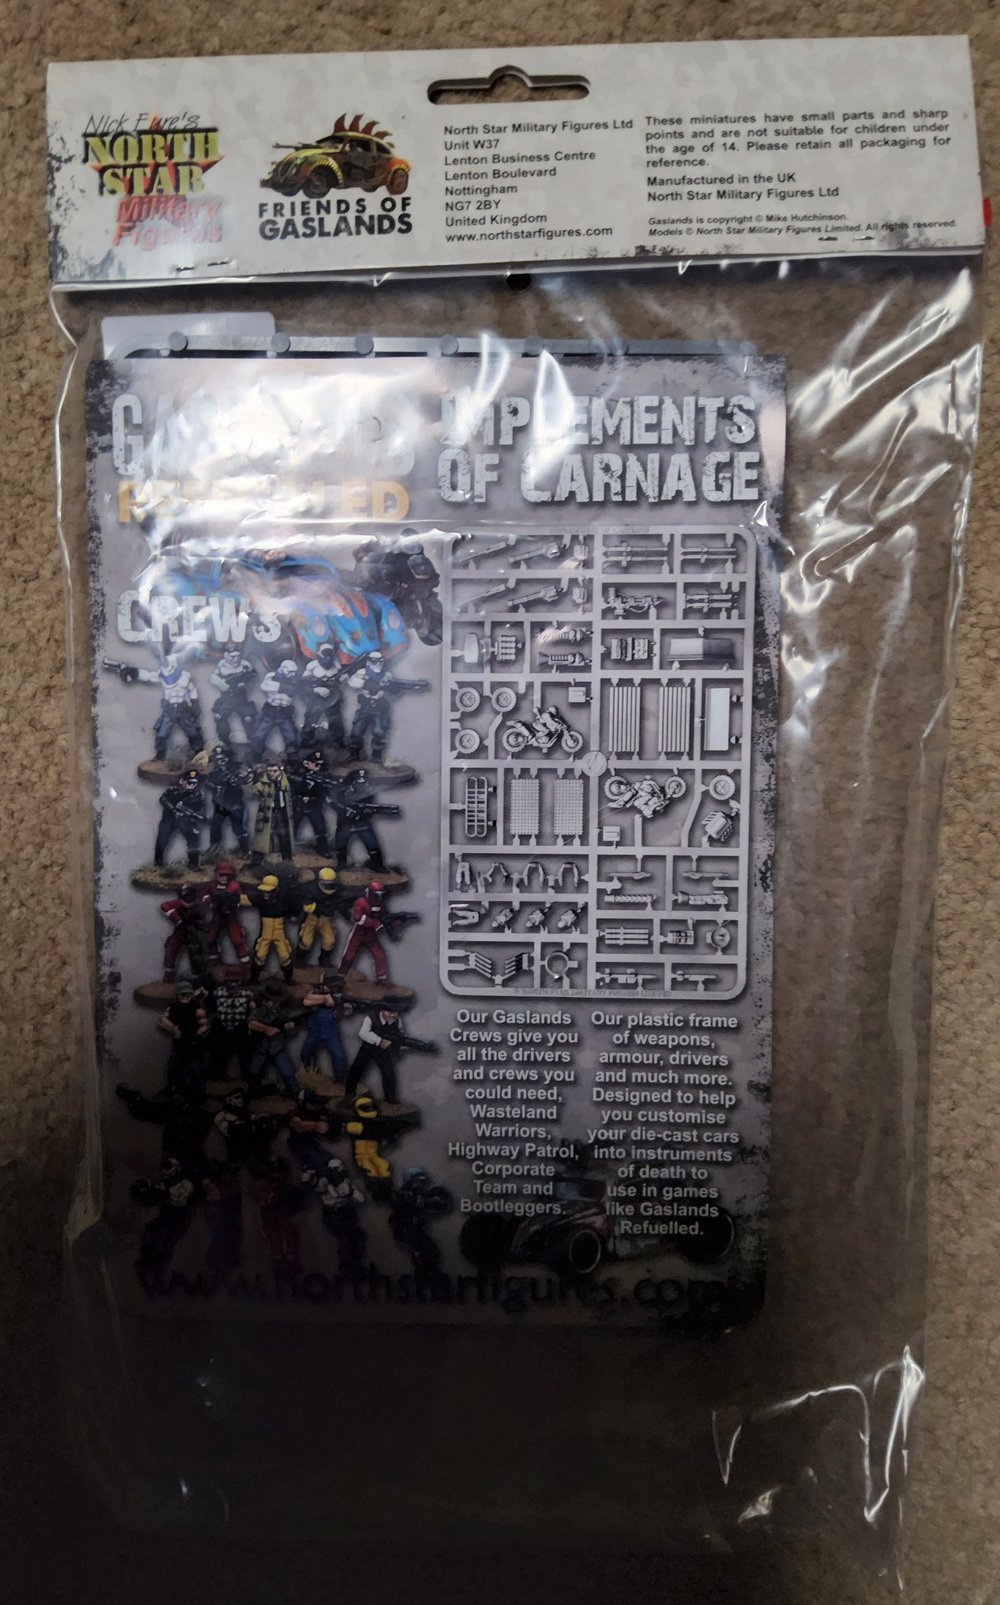 Nick Eyre's
NORTH
STAR
Military
Figures
FRIENDS OF
GASLANDS
North Star Military Figures Ltd
Unit W37
Lenton Business Centre
Lenton Boulevard
Nottingham
NG7 2BY
United Kingdom
www.northstarfigures.com
These miniatures have small parts and sharp
points and are not suitable for children under
the age of 14. Please retain all packaging for
reference.
Manufactured in the UK
North Star Military Figures Ltd
Gaslands is copyright © Mike Hutchinson.
Models © North Star Military Figures Limited. All rights reserved.
GASLANDS
REFUELLED
CREWS
IMPLEMENTS
OF CARNAGE
Our Gaslands
Crews give you
all the drivers
and crews you
could need,
Wasteland
Warriors,
Highway Patrol,
Corporate
Team and
Bootleggers.
Our plastic frame
of weapons,
armour, drivers
and much more.
Designed to help
you customise
your die-cast cars
into instruments
of death to
use in games
like Gaslands
Refuelled.
www.northstarfigures.com